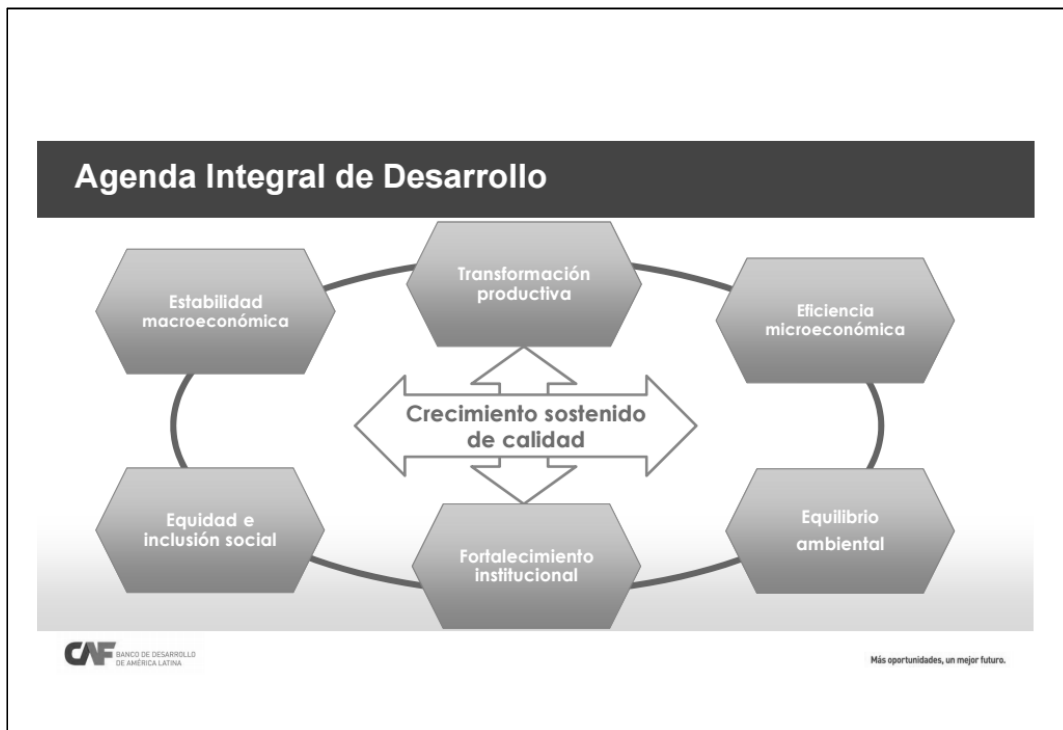 Agenda Integral de Desarrollo
Transformación
productiva
Estabilidad
macroeconómica
Eficiencia
microeconómica
Crecimiento sostenido
de calidad
Equidad e
inclusión social
Fortalecimiento
institucional
Equilibrio
ambiental
CAF
BANCO DE DESARROLLO
DE AMÉRICA LATINA
Más oportunidades, un mejor futuro.